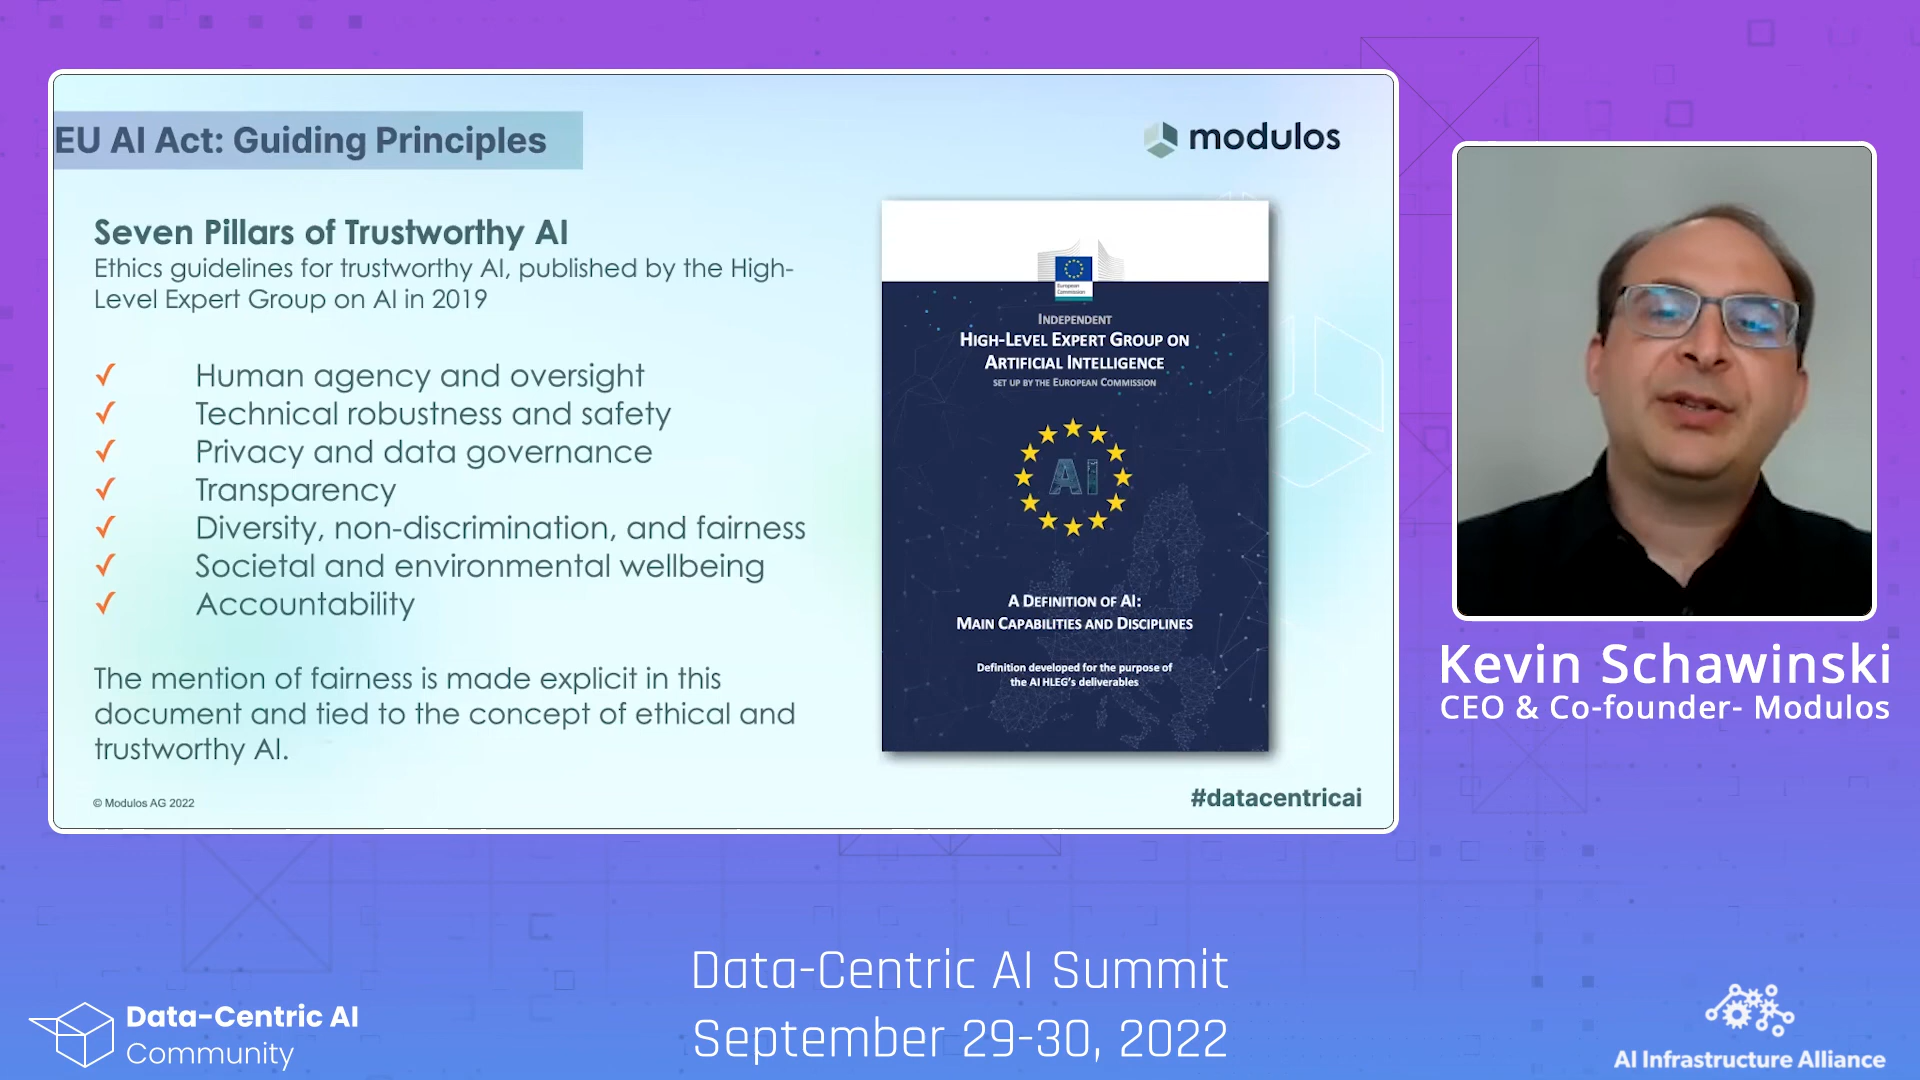 EU AI Act: Guiding Principles
modulos
Seven Pillars of Trustworthy AI
Ethics guidelines for trustworthy AI, published by the High-
Level Expert Group on AI in 2019
✓ Human agency and oversight
✓ Technical robustness and safety
✓ Privacy and data governance
✓ Transparency
✓ Diversity, non-discrimination, and fairness
✓ Societal and environmental wellbeing
✓ Accountability
The mention of fairness is made explicit in this
document and tied to the concept of ethical and
trustworthy AI.
© Modulos AG 2022
European
Commission
INDEPENDENT
HIGH-LEVEL EXPERT GROUP ON
ARTIFICIAL INTELLIGENCE
SET UP BY THE EUROPEAN COMMISSION
AI
A DEFINITION OF AI:
MAIN CAPABILITIES AND DISCIPLINES
Definition developed for the purpose of
the AI HLEG's deliverables
#datacentricai
Kevin Schawinski
CEO & Co-founder- Modulos
Data-Centric AI Summit
September 29-30, 2022
Data-Centric AI
Community
AI Infrastructure Alliance